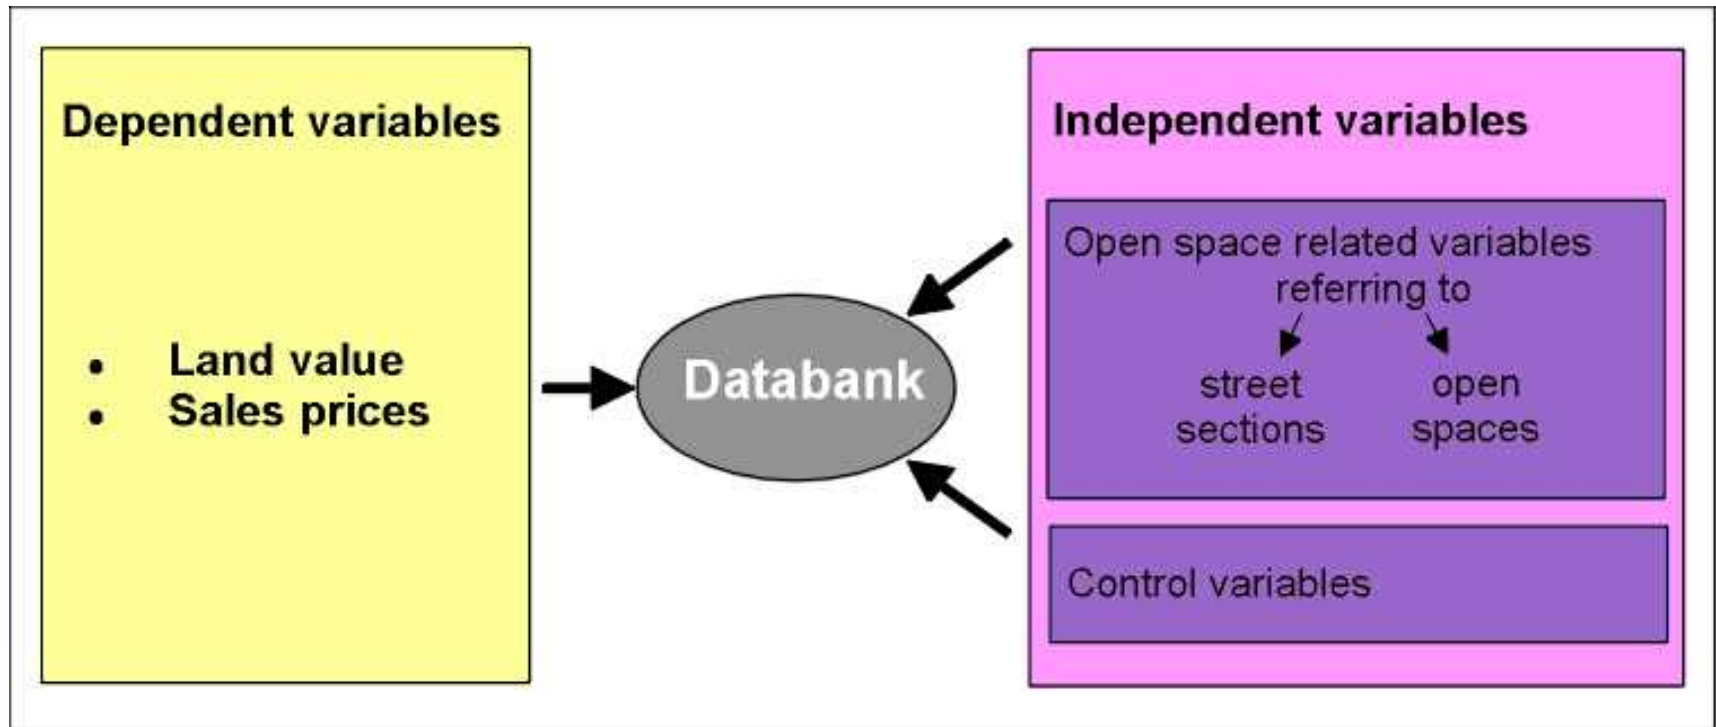 Dependent variables
• Land value
• Sales prices
Databank
Independent variables
Open space related variables
referring to
street
sections
open
spaces
Control variables